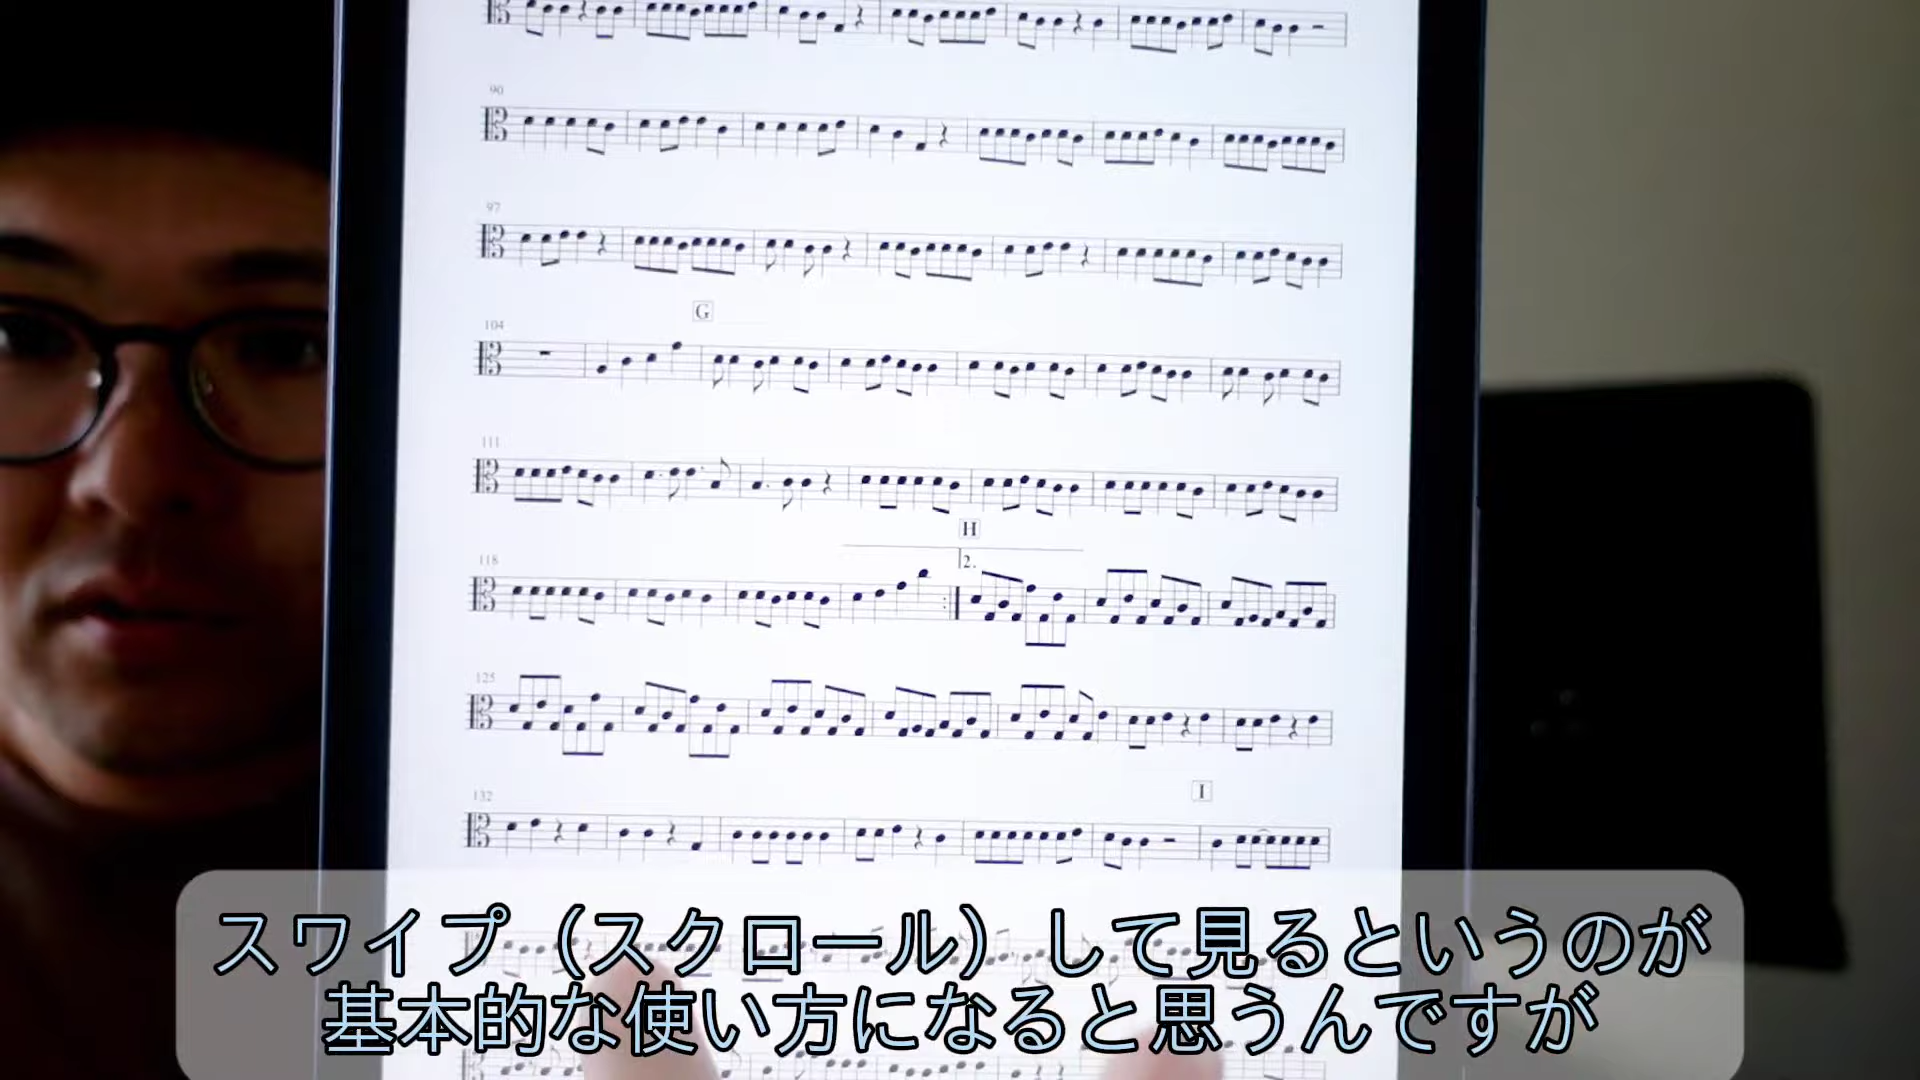 90
97
G
104
111
H
2.
118
125
I
132
スワイプ（スクロール）して見るというのが
基本的な使い方になると思うんですが